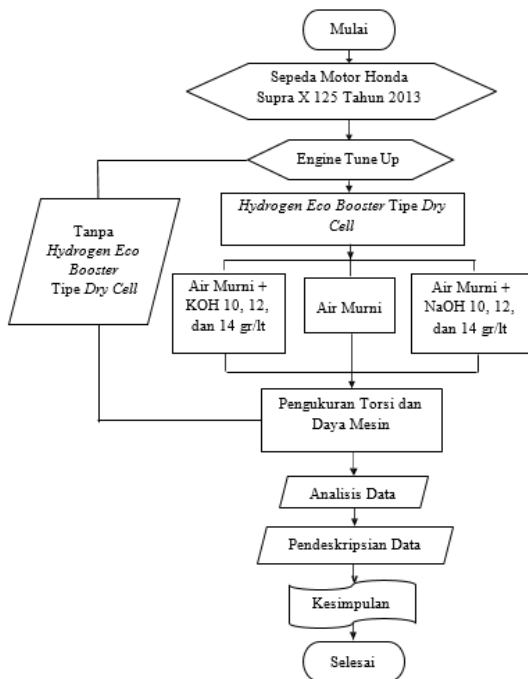 Mulai
Sepeda Motor Honda
Supra X 125 Tahun 2013
Engine Tune Up
Tanpa
Hydrogen Eco
Booster
Tipe Dry Cell
Hydrogen Eco Booster Tipe Dry
Cell
Air Murni +
KOH 10, 12,
dan 14 gr/lt
Air Murni
Air Murni +
NaOH 10, 12,
dan 14 gr/lt
Pengukuran Torsi dan
Daya Mesin
Analisis Data
Pendeskripsian Data
Kesimpulan
Selesai